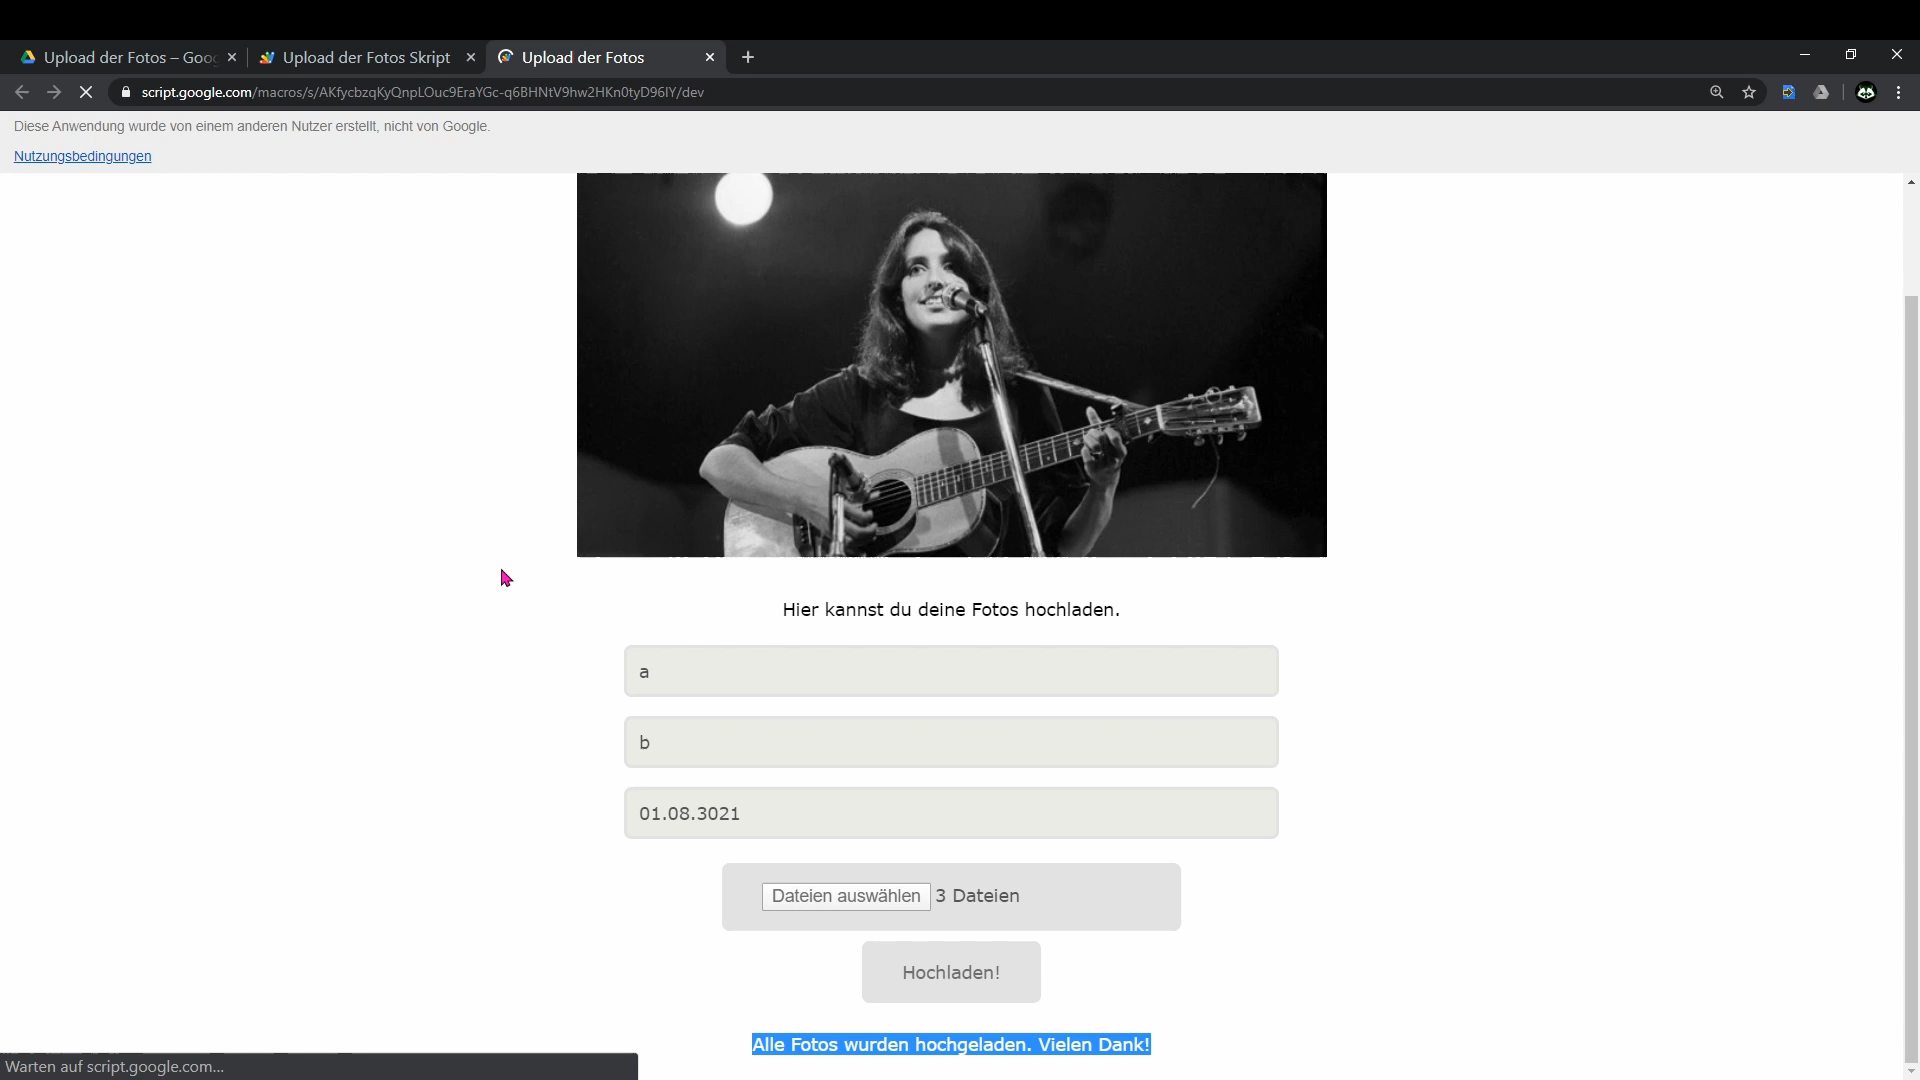 Upload der Fotos – Goog
Upload der Fotos Skript
Upload der Fotos
script.google.com/macros/s/AKfycbzqKyQnpLOuc9EraYGc-q6BHNtV9hw2HKn0tyD96IY/dev
Diese Anwendung wurde von einem anderen Nutzer erstellt, nicht von Google.
Nutzungsbedingungen
Hier kannst du deine Fotos hochladen.
a
b
01.08.3021
Dateien auswählen 3 Dateien
Hochladen!
Alle Fotos wurden hochgeladen. Vielen Dank!
Warten auf script.google.com...